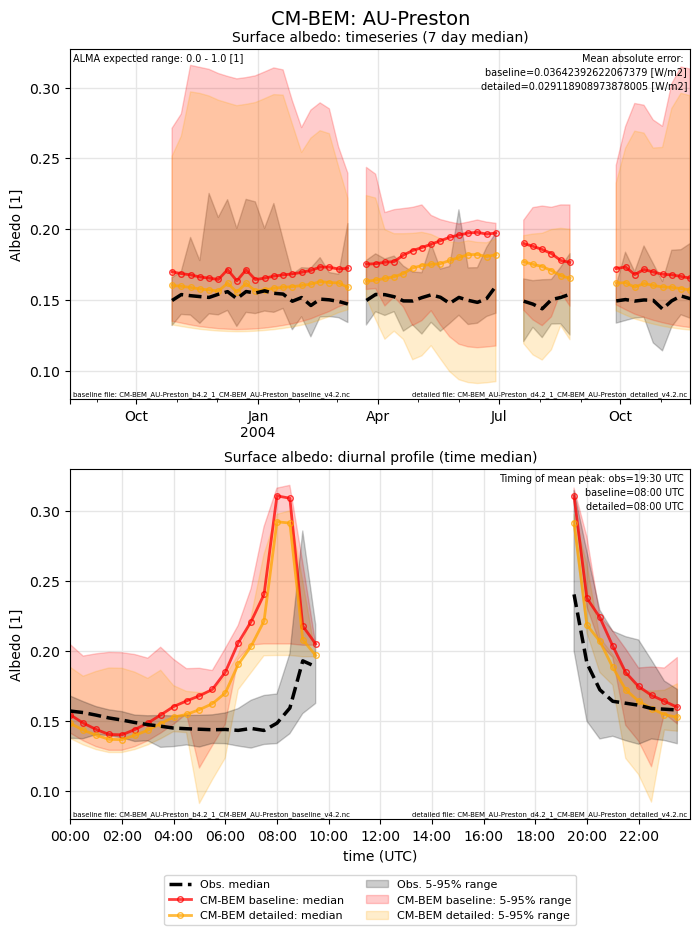 CM-BEM: AU-Preston
Surface albedo: timeseries (7 day median)
ALMA expected range: 0.0 - 1.0 [1]
Mean absolute error:
baseline=0.03642392622067379 [W/m2]
detailed=0.029118908973878005 [W/m2]
0.30
0.25
0.20
0.15
0.10
Albedo [1]
baseline file: CM-BEM_AU-Preston_b4.2_1_CM-BEM_AU-Preston_baseline_v4.2.nc
detailed file: CM-BEM_AU-Preston_d4.2_1_CM-BEM_AU-Preston_detailed_v4.2.nc
Oct Jan Apr Jul Oct
2004
Surface albedo: diurnal profile (time median)
Timing of mean peak: obs=19:30 UTC
baseline=08:00 UTC
detailed=08:00 UTC
0.30
0.25
0.20
0.15
0.10
Albedo [1]
baseline file: CM-BEM_AU-Preston_b4.2_1_CM-BEM_AU-Preston_baseline_v4.2.nc
detailed file: CM-BEM_AU-Preston_d4.2_1_CM-BEM_AU-Preston_detailed_v4.2.nc
00:00 02:00 04:00 06:00 08:00 10:00 12:00 14:00 16:00 18:00 20:00 22:00
time (UTC)
Obs. median
CM-BEM baseline: median
CM-BEM detailed: median
Obs. 5-95% range
CM-BEM baseline: 5-95% range
CM-BEM detailed: 5-95% range